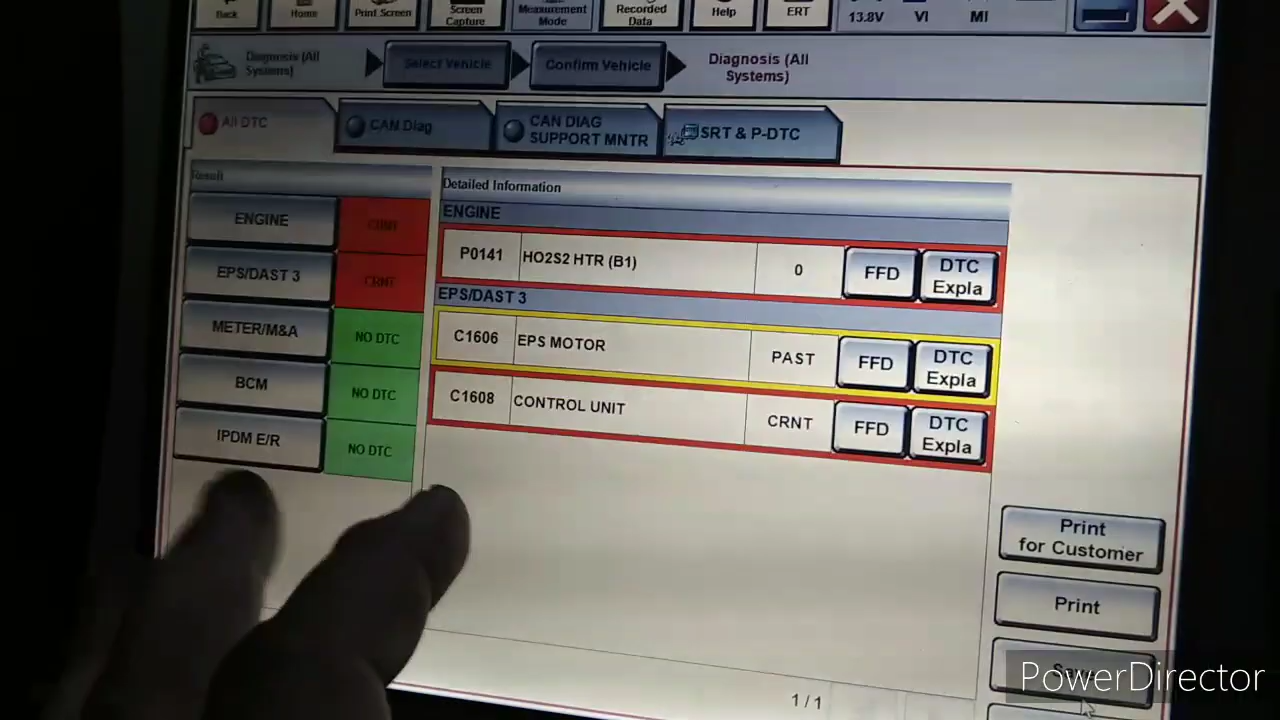 Back
Home
Print Screen
Screen
Capture
Measurement
Mode
Recorded
Data
Help
ERT
13.8V
VI
MI
Diagnosis (All
Systems)
Select Vehicle
Confirm Vehicle
Diagnosis (All
Systems)
All DTC
CAN Diag
CAN DIAG
SUPPORT MNTR
SRT & P-DTC
Result
Detailed Information
ENGINE
CRNT
EPS/DAST 3
CRNT
METER/M&A
NO DTC
BCM
NO DTC
IPDM E/R
NO DTC
ENGINE
P0141
HO2S2 HTR (B1)
0
FFD
DTC
Expla
EPS/DAST 3
C1606
EPS MOTOR
PAST
FFD
DTC
Expla
C1608
CONTROL UNIT
CRNT
FFD
DTC
Expla
Print
for Customer
Print
Save
1 / 1
PowerDirector